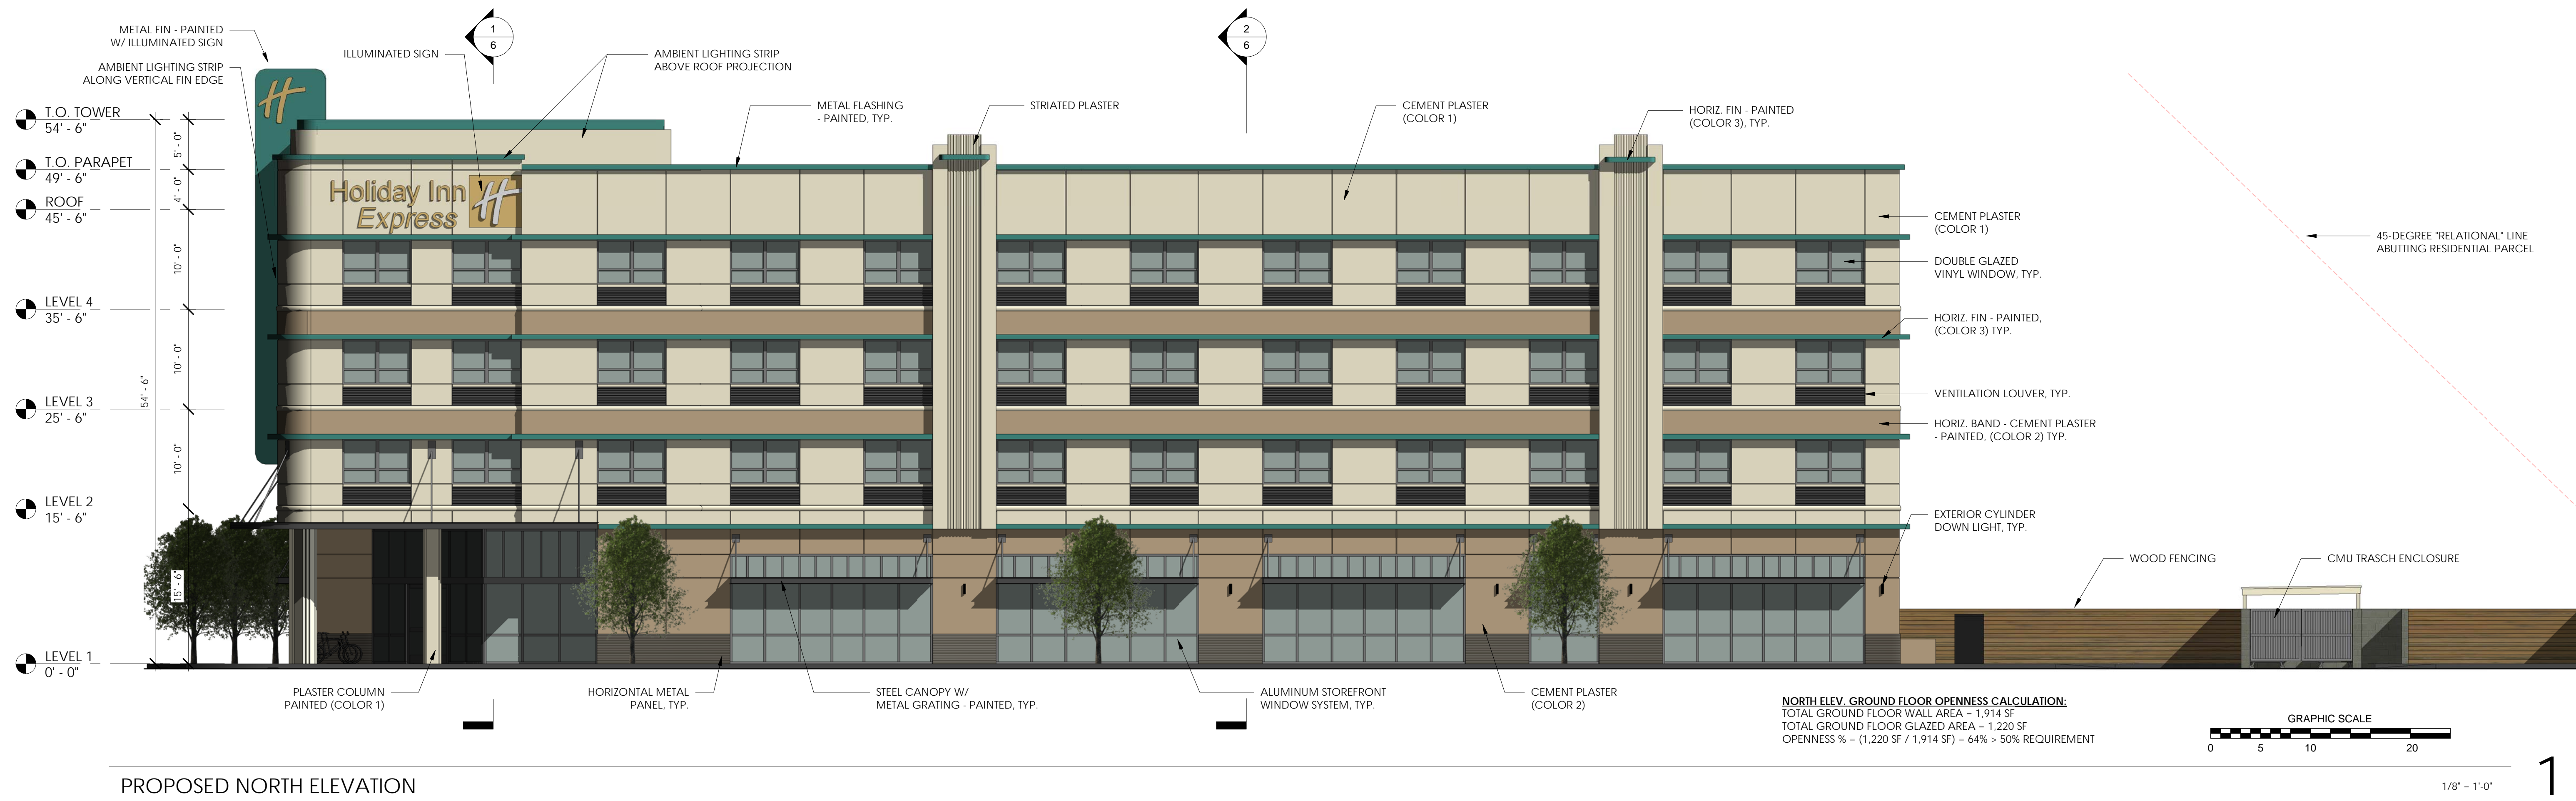 METAL FIN - PAINTED
W/ ILLUMINATED SIGN
AMBIENT LIGHTING STRIP
ALONG VERTICAL FIN EDGE
ILLUMINATED SIGN
1
6
AMBIENT LIGHTING STRIP
ABOVE ROOF PROJECTION
METAL FLASHING
- PAINTED, TYP.
STRIATED PLASTER
2
6
CEMENT PLASTER
(COLOR 1)
HORIZ. FIN - PAINTED
(COLOR 3), TYP.
T.O. TOWER
54' - 6"
T.O. PARAPET
49' - 6"
ROOF
45' - 6"
LEVEL 4
35' - 6"
LEVEL 3
25' - 6"
LEVEL 2
15' - 6"
LEVEL 1
0' - 0"
54' - 6"
5' - 0"
4' - 0"
10' - 0"
10' - 0"
10' - 0"
15' - 6"
H
Holiday Inn
Express
H
CEMENT PLASTER
(COLOR 1)
DOUBLE GLAZED
VINYL WINDOW, TYP.
HORIZ. FIN - PAINTED,
(COLOR 3) TYP.
VENTILATION LOUVER, TYP.
HORIZ. BAND - CEMENT PLASTER
- PAINTED, (COLOR 2) TYP.
EXTERIOR CYLINDER
DOWN LIGHT, TYP.
45-DEGREE "RELATIONAL" LINE
ABUTTING RESIDENTIAL PARCEL
WOOD FENCING
CMU TRASCH ENCLOSURE
PLASTER COLUMN
PAINTED (COLOR 1)
HORIZONTAL METAL
PANEL, TYP.
STEEL CANOPY W/
METAL GRATING - PAINTED, TYP.
ALUMINUM STOREFRONT
WINDOW SYSTEM, TYP.
CEMENT PLASTER
(COLOR 2)
NORTH ELEV. GROUND FLOOR OPENNESS CALCULATION:
TOTAL GROUND FLOOR WALL AREA = 1,914 SF
TOTAL GROUND FLOOR GLAZED AREA = 1,220 SF
OPENNESS % = (1,220 SF / 1,914 SF) = 64% > 50% REQUIREMENT
GRAPHIC SCALE
0 5 10 20
PROPOSED NORTH ELEVATION
1/8" = 1'-0"
1